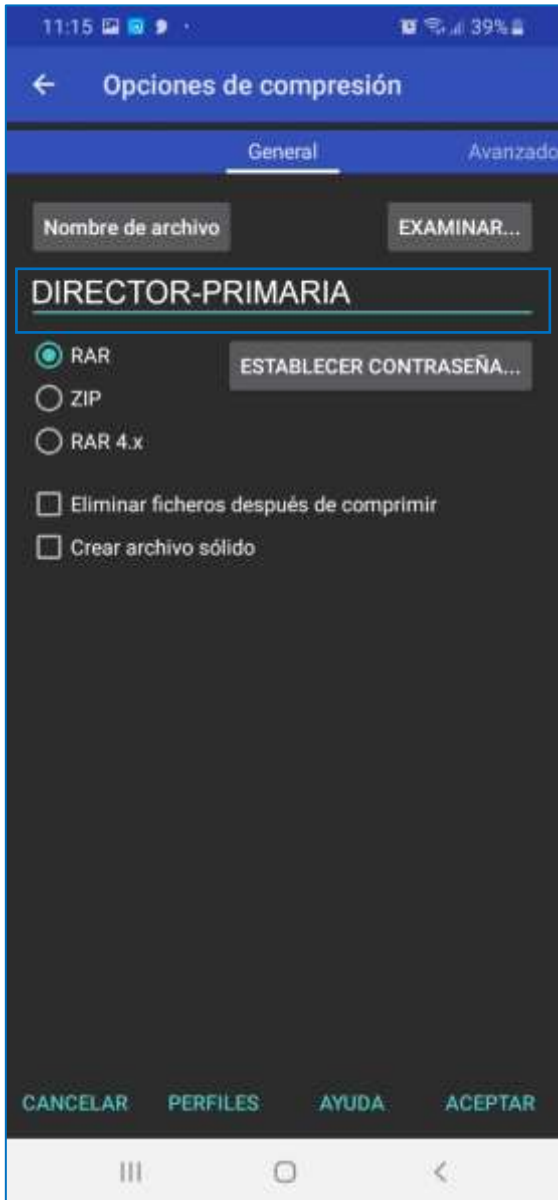 11:15 39%
Opciones de compresión
General Avanzado
Nombre de archivo EXAMINAR...
DIRECTOR-PRIMARIA
RAR ESTABLECER CONTRASEÑA...
ZIP
RAR 4.x
Eliminar ficheros después de comprimir
Crear archivo sólido
CANCELAR PERFILES AYUDA ACEPTAR